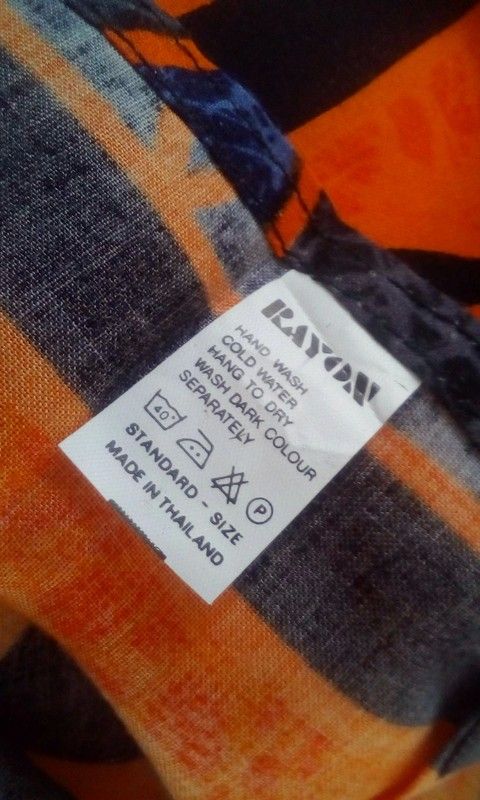 RAYON
HAND WASH
COLD WATER
HANG TO DRY
WASH DARK COLOUR
SEPARATELY
40° P
STANDARD - SIZE
MADE IN THAILAND